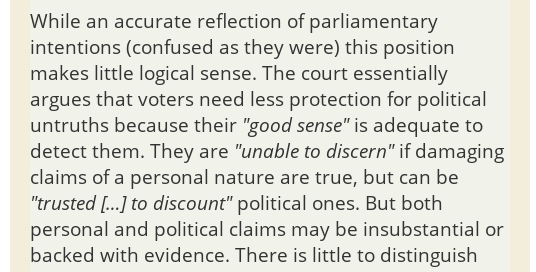 While an accurate reflection of parliamentary
intentions (confused as they were) this position
makes little logical sense. The court essentially
argues that voters need less protection for political
untruths because their "good sense" is adequate to
detect them. They are "unable to discern" if damaging
claims of a personal nature are true, but can be
"trusted [...] to discount" political ones. But both
personal and political claims may be insubstantial or
backed with evidence. There is little to distinguish